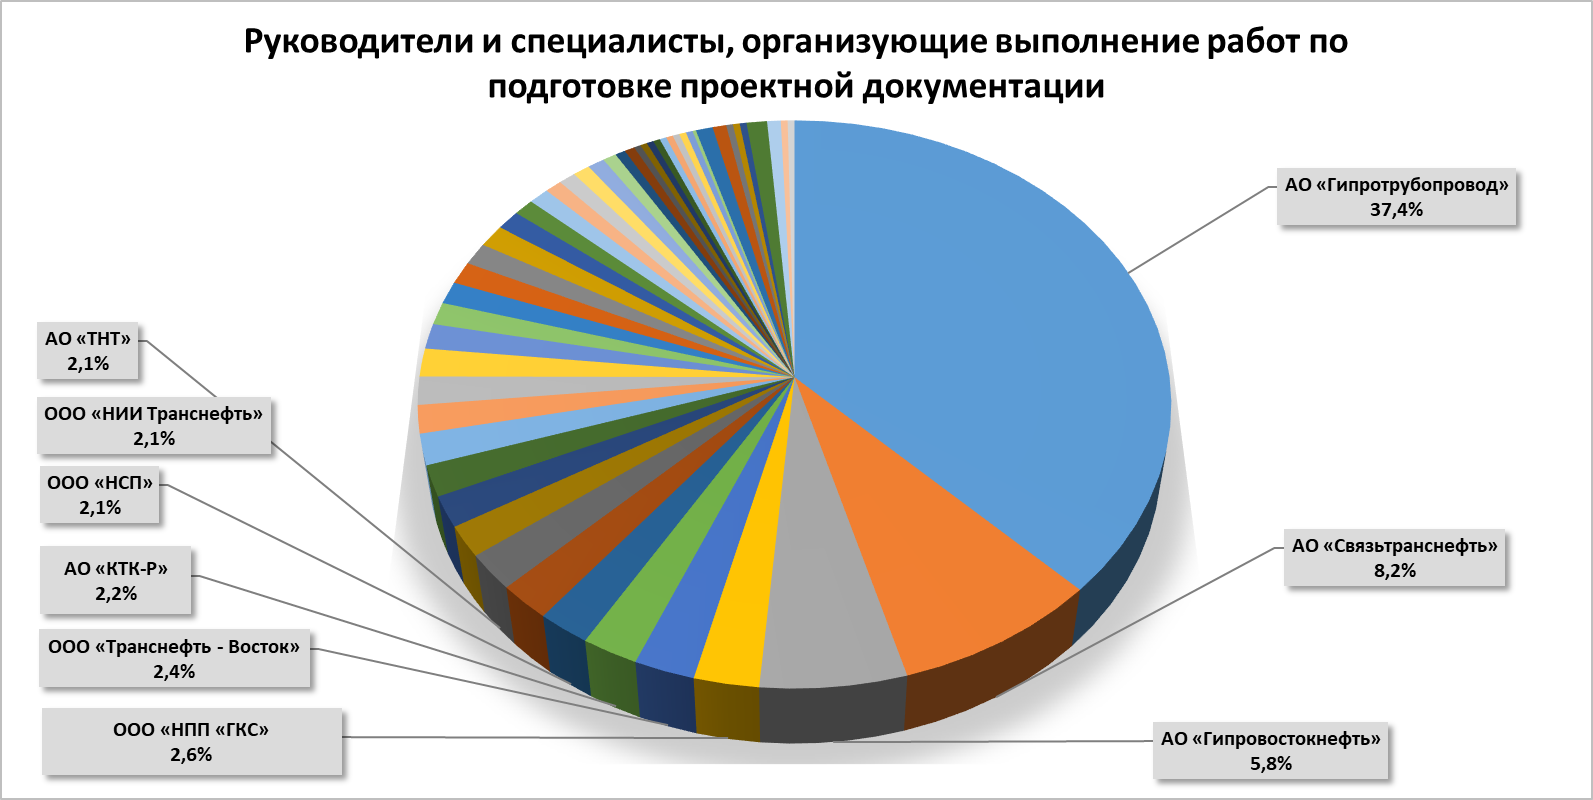 Руководители и специалисты, организующие выполнение работ по
подготовке проектной документации
АО «Гипротрубопровод»
37,4%
АО «ТНТ»
2,1%
ООО «НИИ Транснефть»
2,1%
ООО «НСП»
2,1%
АО «КТК-Р»
2,2%
ООО «Транснефть - Восток»
2,4%
ООО «НПП «ГКС»
2,6%
АО «Связьтранснефть»
8,2%
АО «Гипровостокнефть»
5,8%